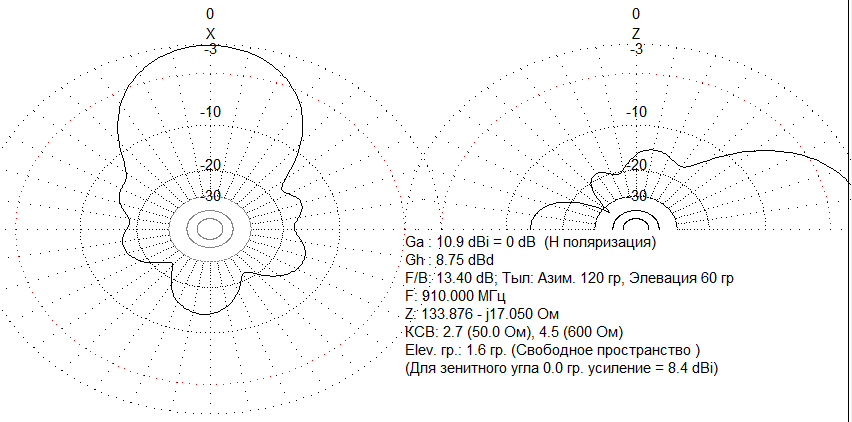 0
X
-3
-10
-20
-30
0
Z
-3
-10
-20
-30
Ga : 10.9 dBi = 0 dB (H поляризация)
Gh : 8.75 dBd
F/B: 13.40 dB; Тыл: Азим. 120 гр, Элевация 60 гр
F: 910.000 МГц
Z: 133.876 - j17.050 Ом
КСВ: 2.7 (50.0 Ом), 4.5 (600 Ом)
Elev. гр.: 1.6 гр. (Свободное пространство )
(Для зенитного угла 0.0 гр. усиление = 8.4 dBi)